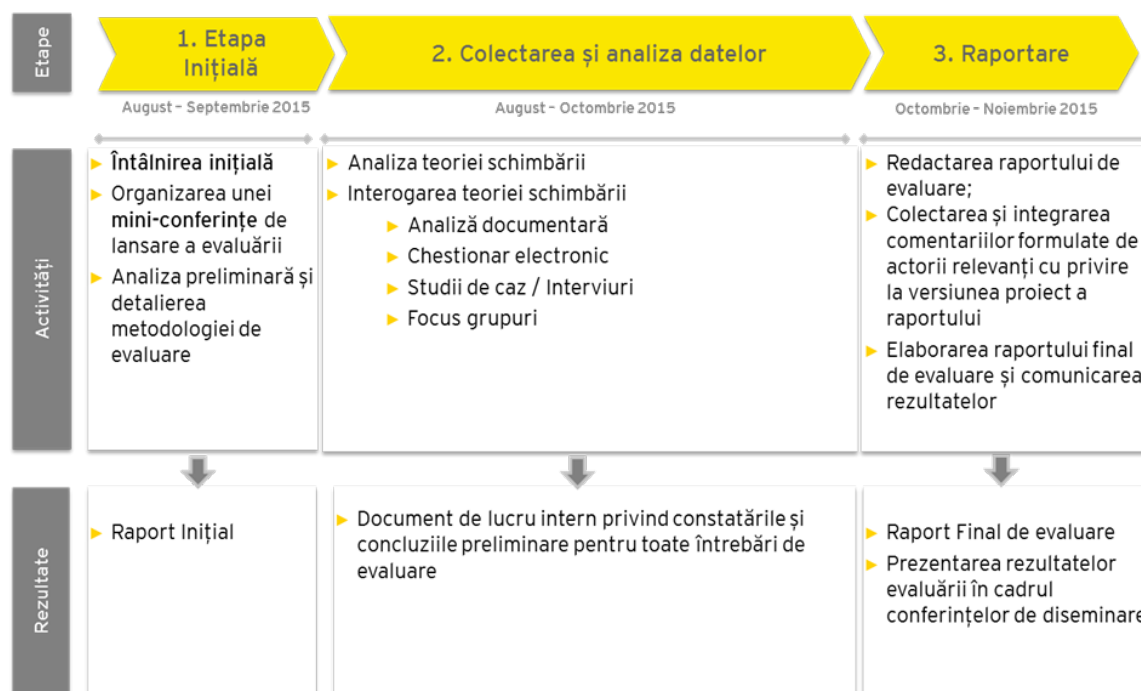 Etape
1. Etapa
Inițială
2. Colectarea și analiza datelor
3. Raportare
August – Septembrie 2015
August – Octombrie 2015
Octombrie – Noiembrie 2015
Activități
Întâlnirea inițială
Organizarea unei
mini-conferințe de
lansare a evaluării
Analiza preliminară și
detalierea
metodologiei de
evaluare
Analiza teoriei schimbării
Interogarea teoriei schimbării
Analiză documentară
Chestionar electronic
Studii de caz / Interviuri
Focus grupuri
Redactarea raportului de
evaluare;
Colectarea și integrarea
comentariilor formulate de
actorii relevanți cu privire
la versiunea proiect a
raportului
Elaborarea raportului final
de evaluare și comunicarea
rezultatelor
Rezultate
Raport Inițial
Document de lucru intern privind constatările și
concluziile preliminare pentru toate întrebări de
evaluare
Raport Final de evaluare
Prezentarea rezultatelor
evaluării în cadrul
conferințelor de diseminare